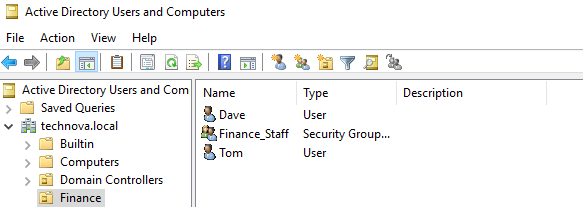 Active Directory Users and Computers
File Action View Help
Active Directory Users and Com
Saved Queries
technova.local
Builtin
Computers
Domain Controllers
Finance
Name Type Description
Dave User
Finance_Staff Security Group...
Tom User